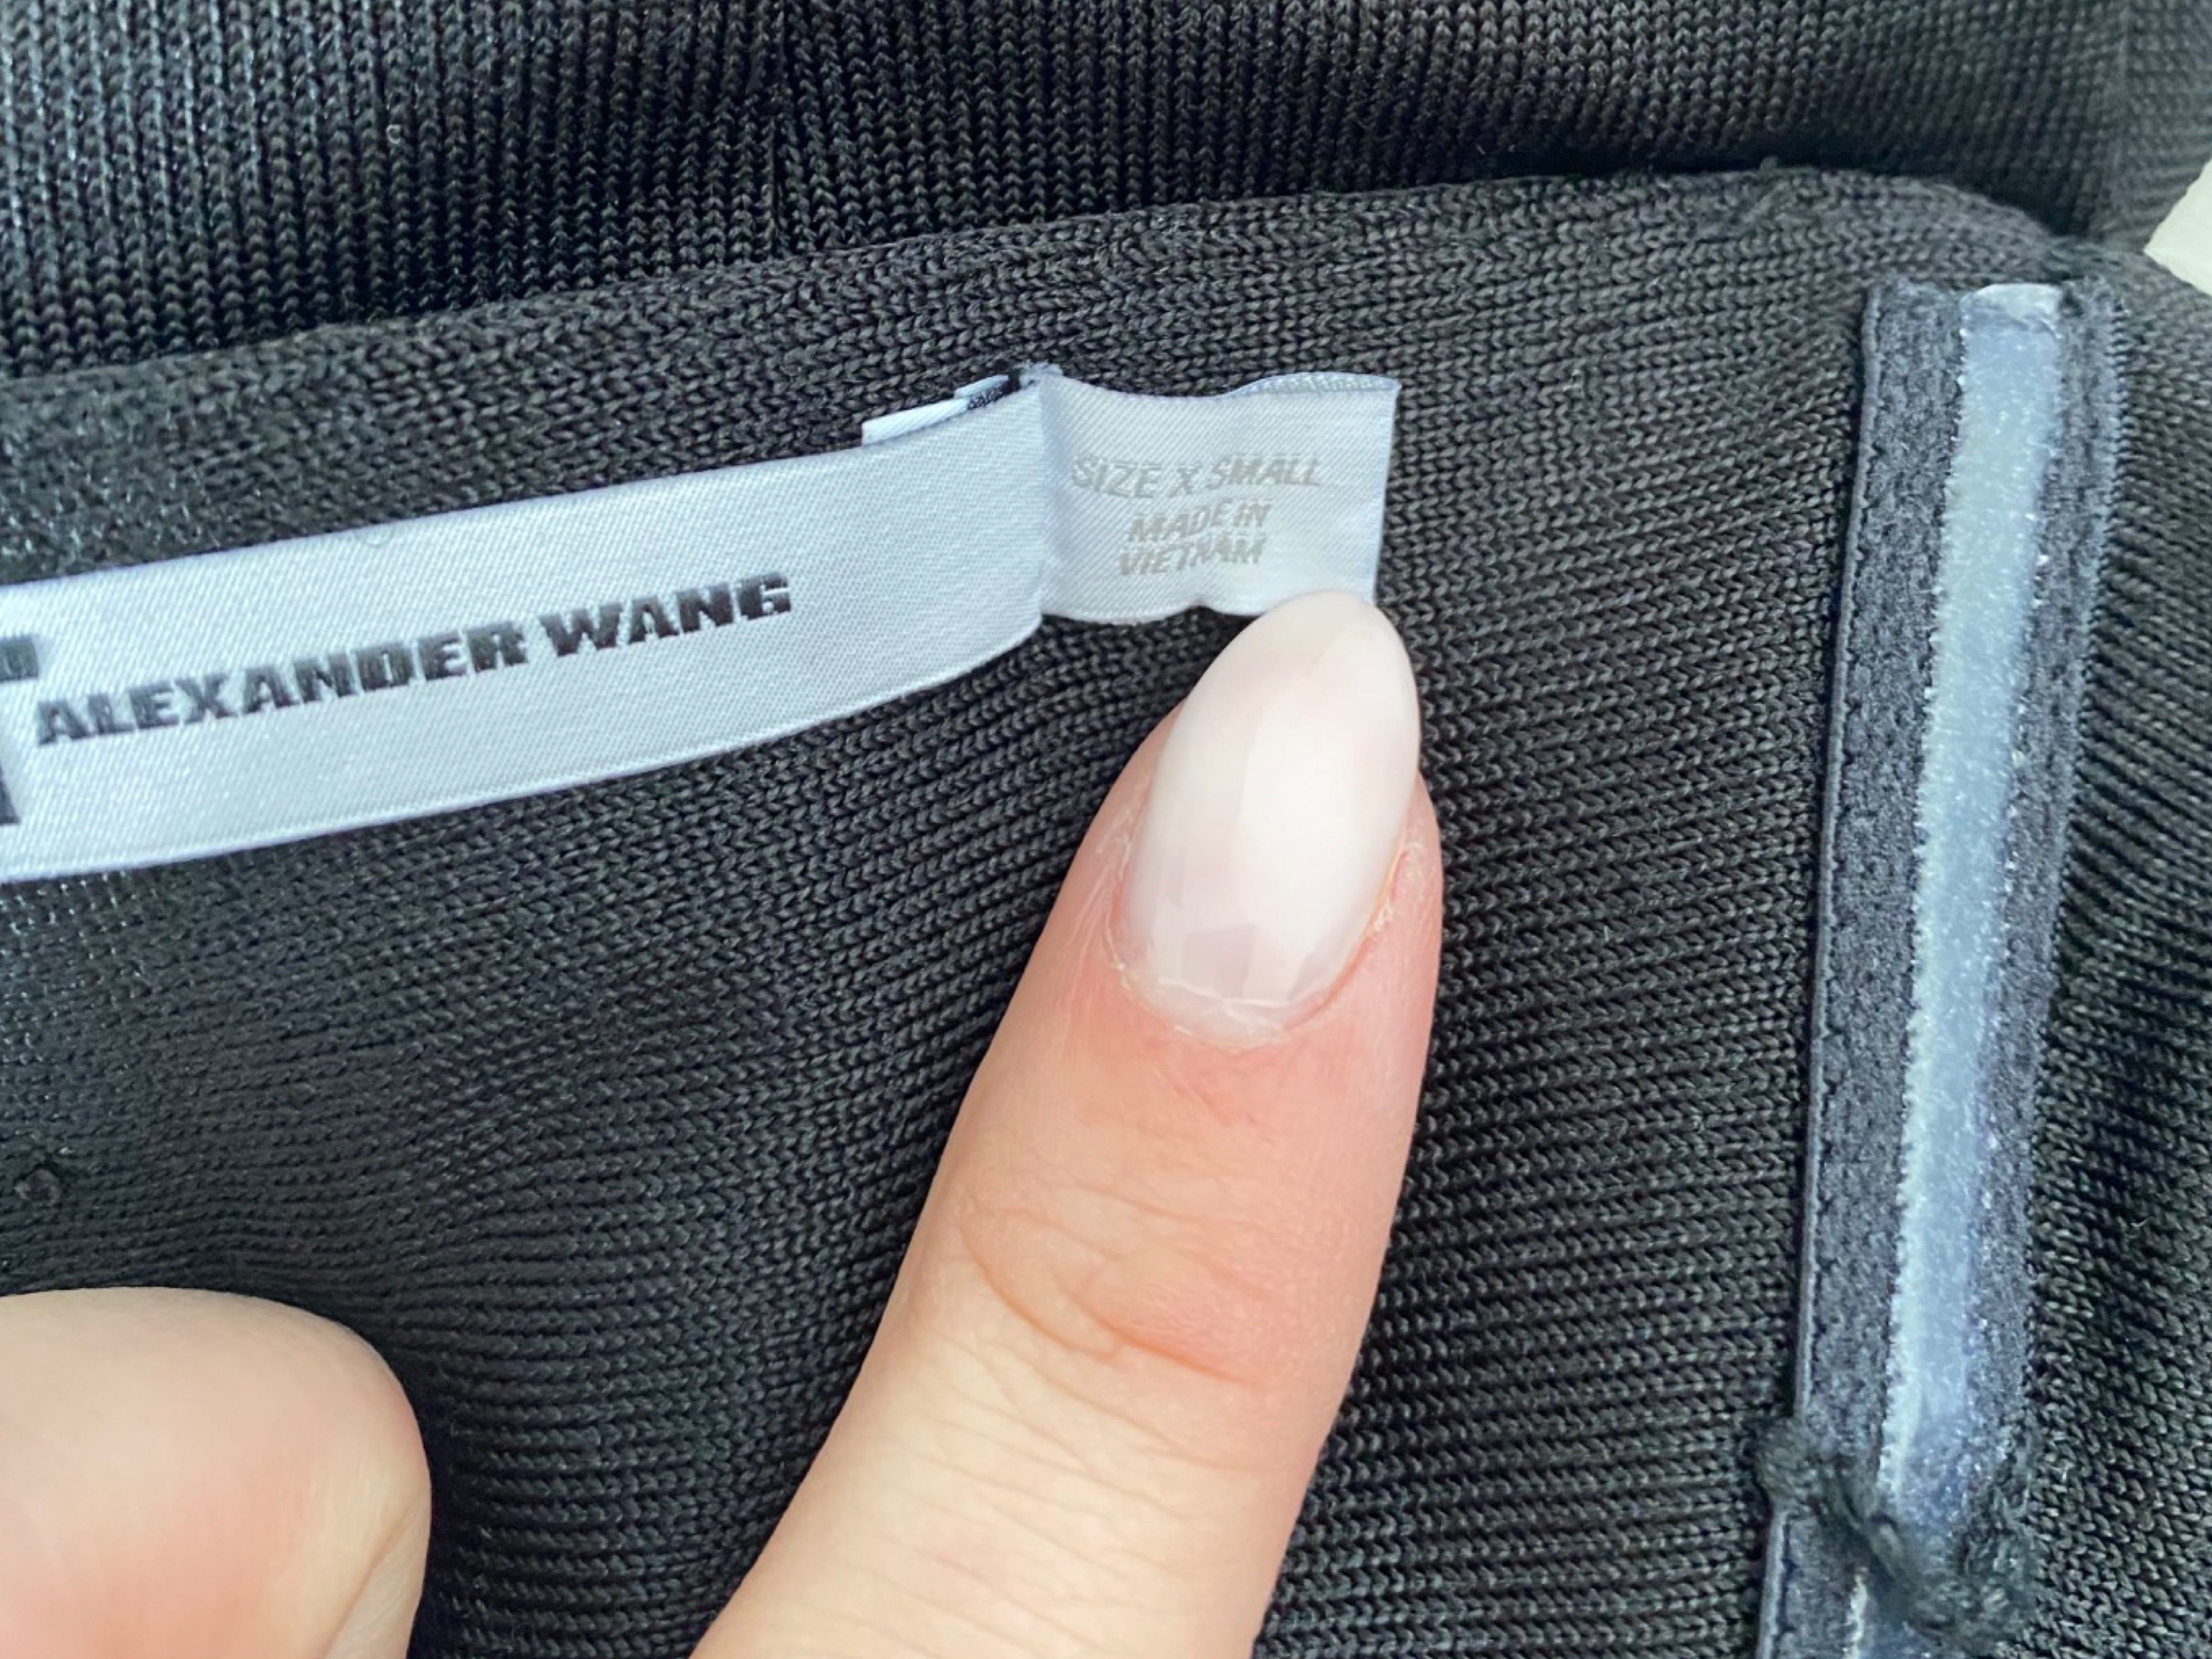 ALEXANDER WANG
SIZE X SMALL
MADE IN
VIETNAM